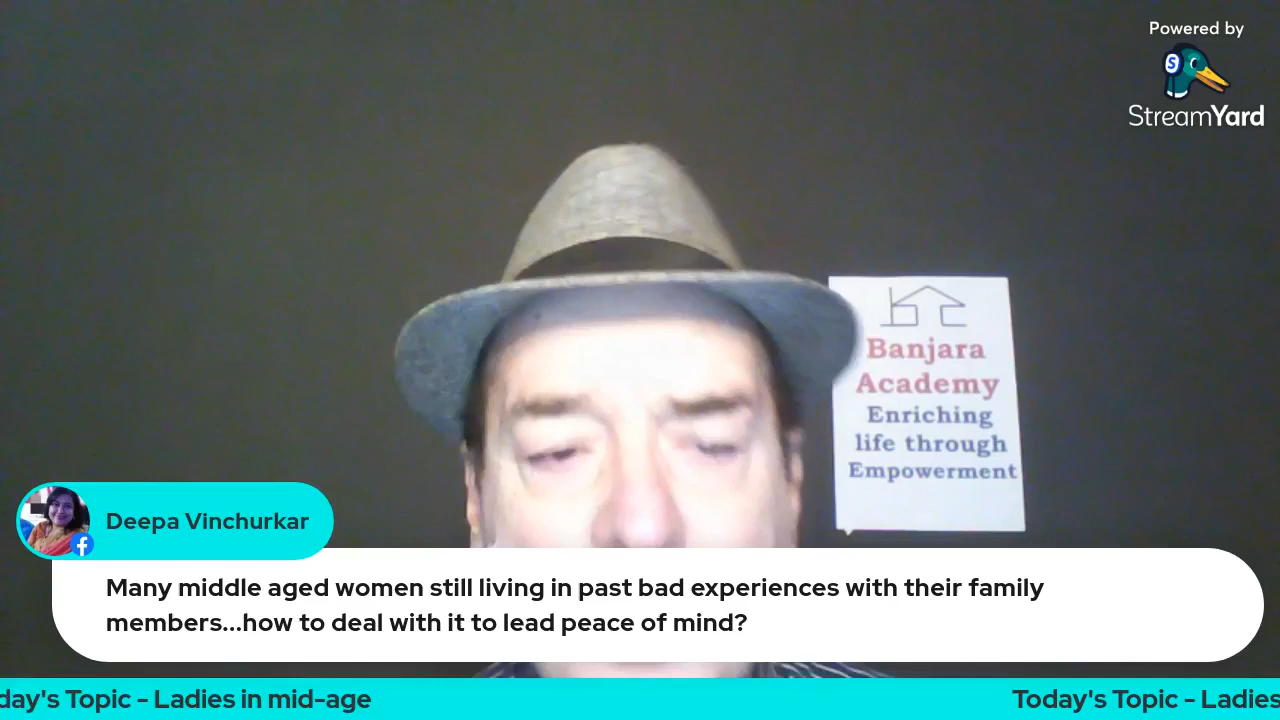 Powered by
StreamYard
Banjara
Academy
Enriching
life through
Empowerment
Deepa Vinchurkar
Many middle aged women still living in past bad experiences with their family
members...how to deal with it to lead peace of mind?
day's Topic - Ladies in mid-age
Today's Topic - Ladies